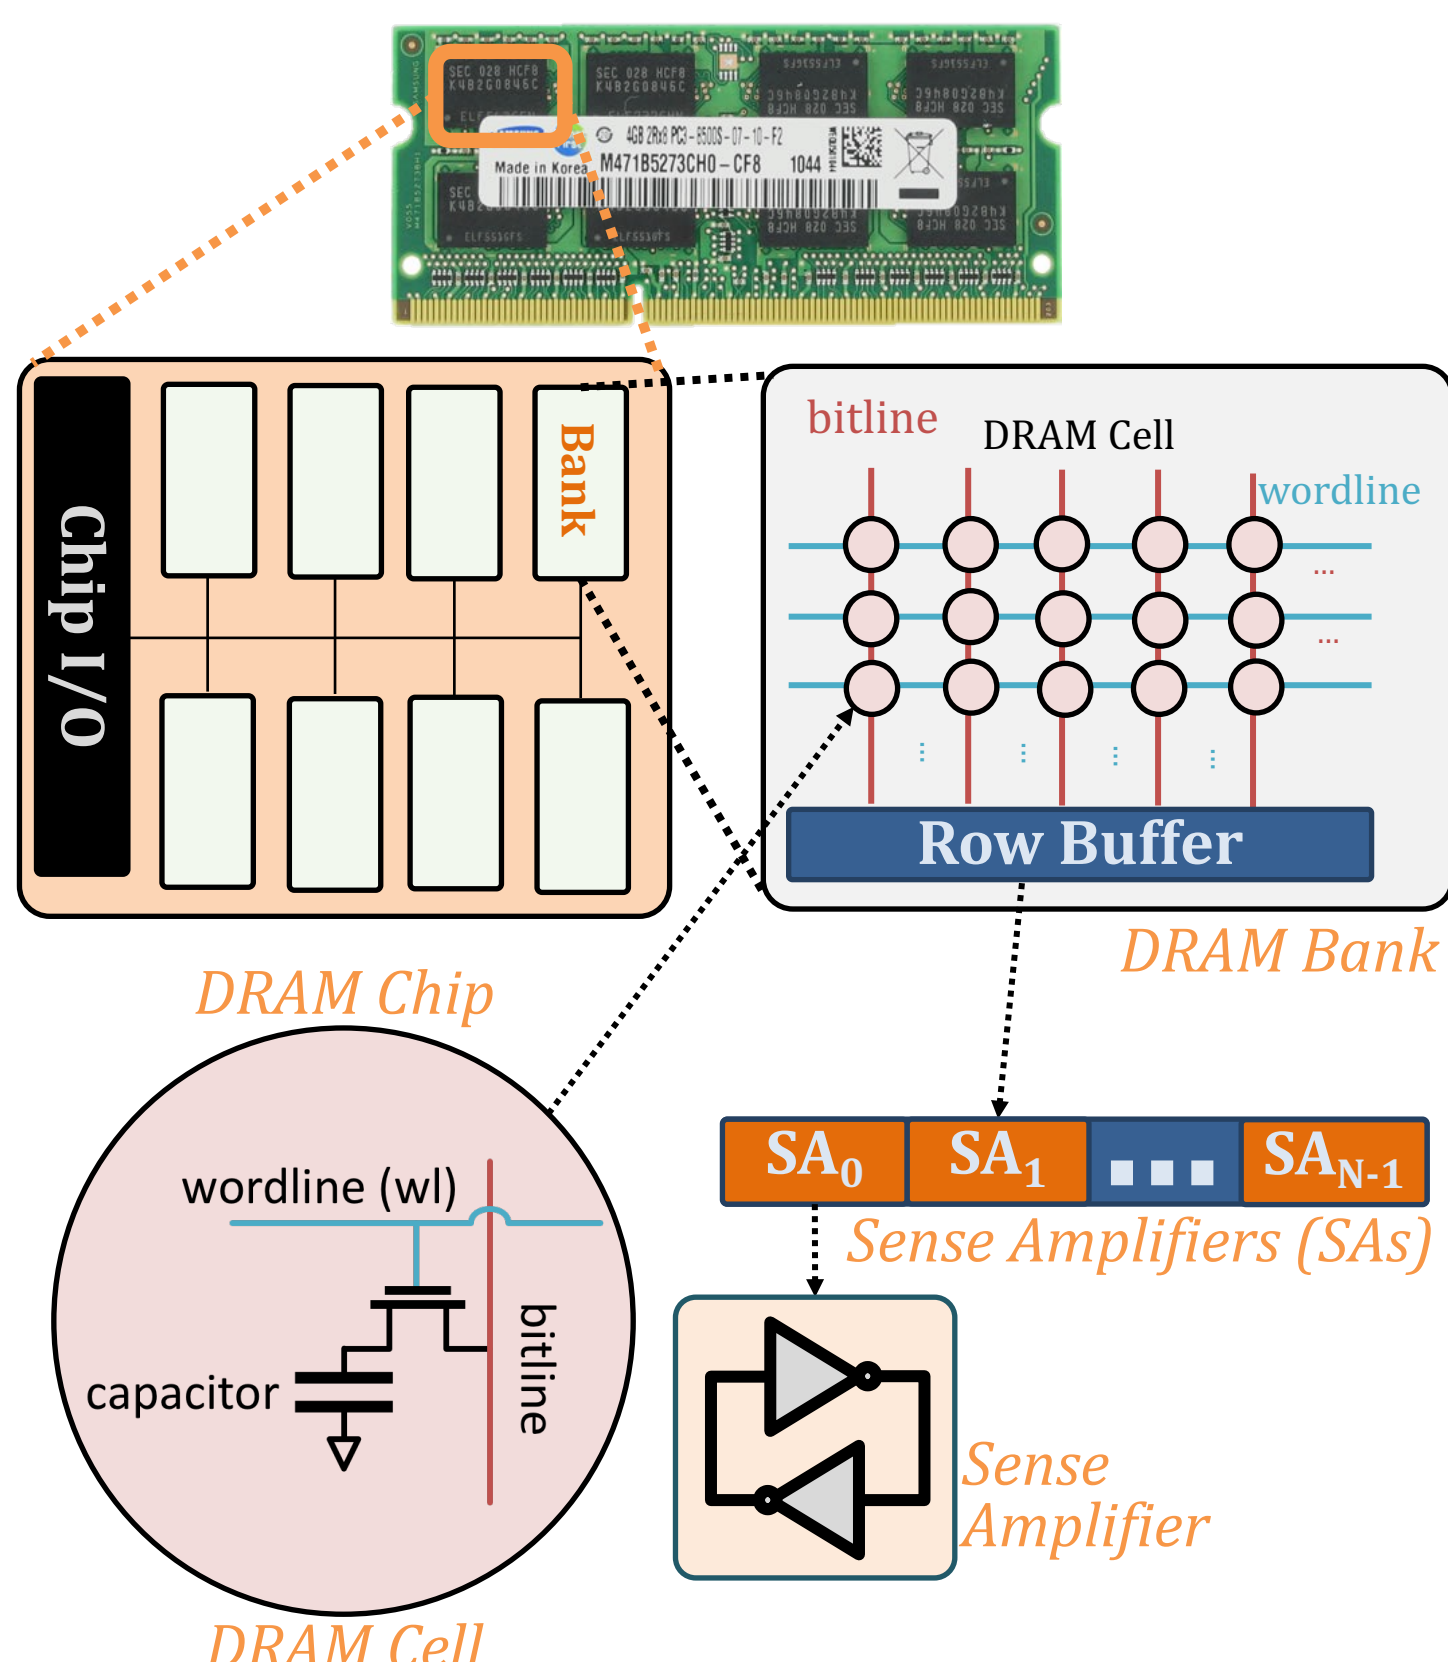 SEC 028 HCF8
K4B2G0846C
SEC 028 HCF8
K4B2G0846C
4GB 2Rx8 PC3-8500S-07-10-F2
Made in Korea
M471B5273CH0-CF8
1044
SEC
Chip I/O
Bank
DRAM Chip
bitline
DRAM Cell
wordline
...
...
...
...
...
...
Row Buffer
DRAM Bank
wordline (wl)
capacitor
bitline
DRAM Cell
SA0
SA1
...
SAN-1
Sense Amplifiers (SAs)
Sense
Amplifier